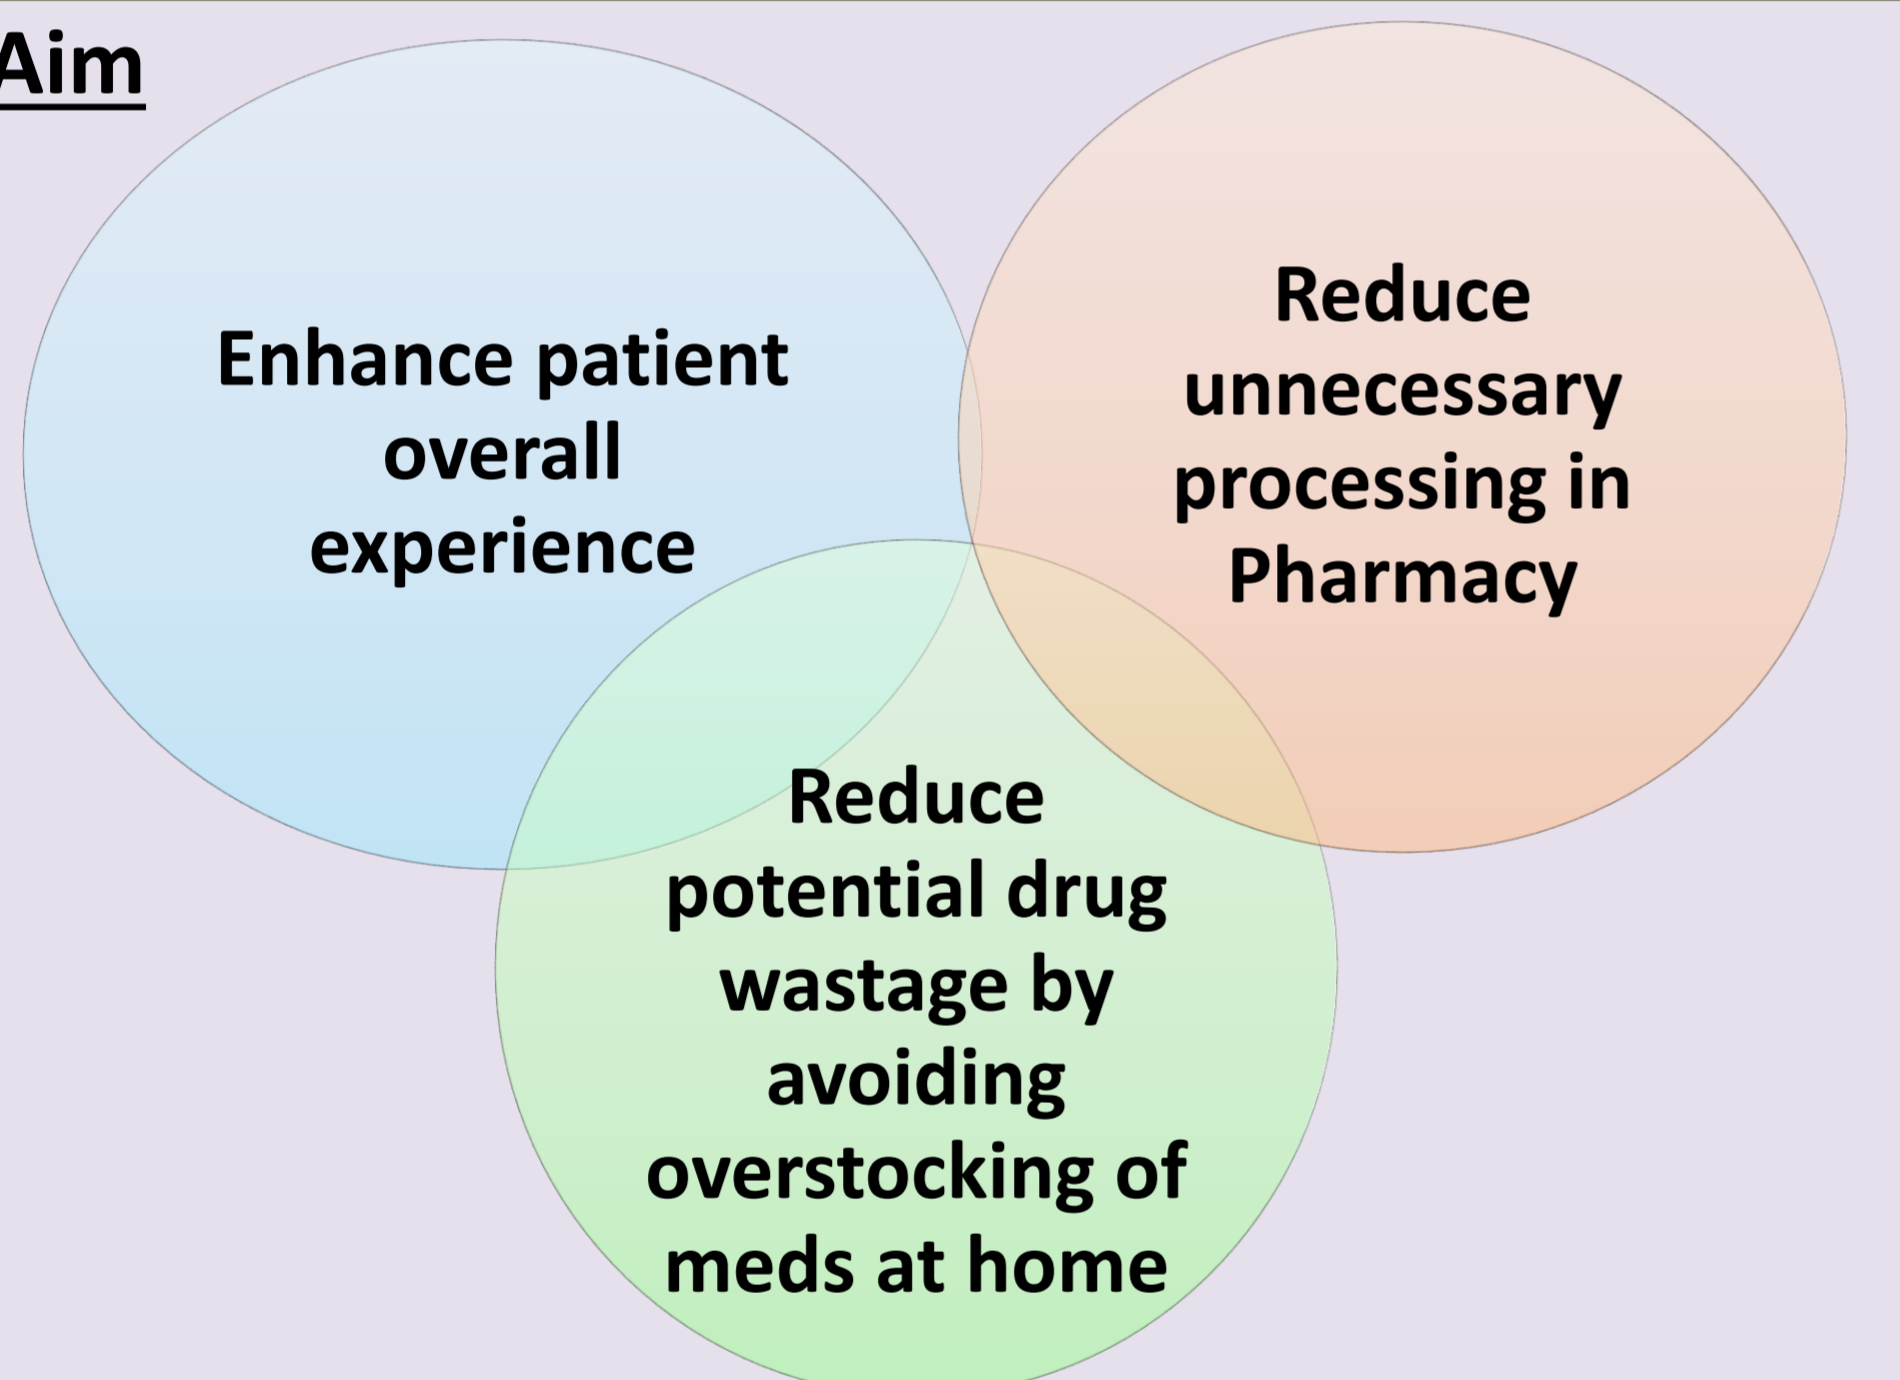 Aim
Enhance patient
overall
experience
Reduce
unnecessary
processing in
Pharmacy
Reduce
potential drug
wastage by
avoiding
overstocking of
meds at home